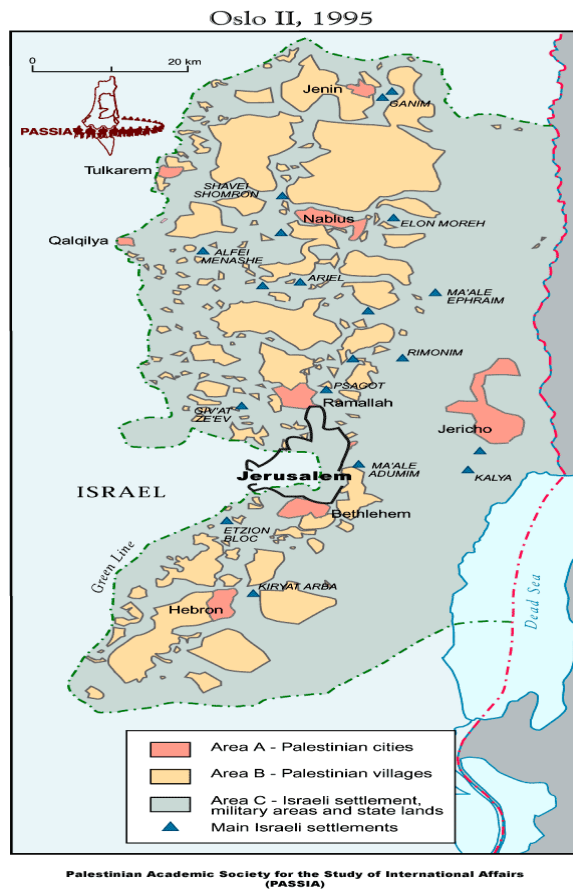 Oslo II, 1995
0
20 km
PASSIA
Jenin
GANIM
Tulkarem
SHAVEI
SHOMRON
Nablus
ELON MOREH
Qalqilya
ALFEI
MENASHE
ARIEL
MA'ALE
EPHRAIM
RIMONIM
PSAGOT
Ramallah
GIV'AT
ZE'EV
Jericho
Jerusalem
MA'ALE
ADUMIM
KALYA
ISRAEL
Bethlehem
ETZION
BLOC
Green Line
KIRYAT ARBA
Hebron
Dead Sea
Area A - Palestinian cities
Area B - Palestinian villages
Area C - Israeli settlement,
military areas and state lands
Main Israeli settlements
Palestinian Academic Society for the Study of International Affairs
(PASSIA)